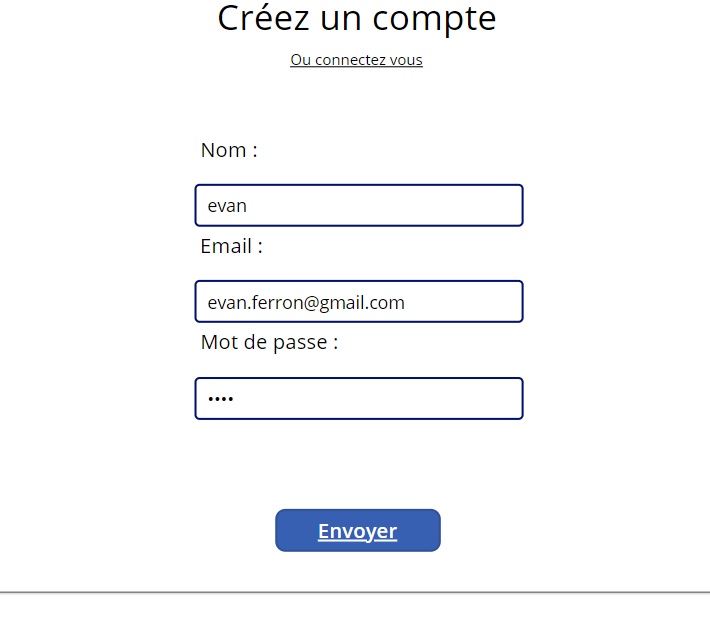 Créez un compte
Ou connectez vous
Nom :
evan
Email :
evan.ferron@gmail.com
Mot de passe :
••••
Envoyer